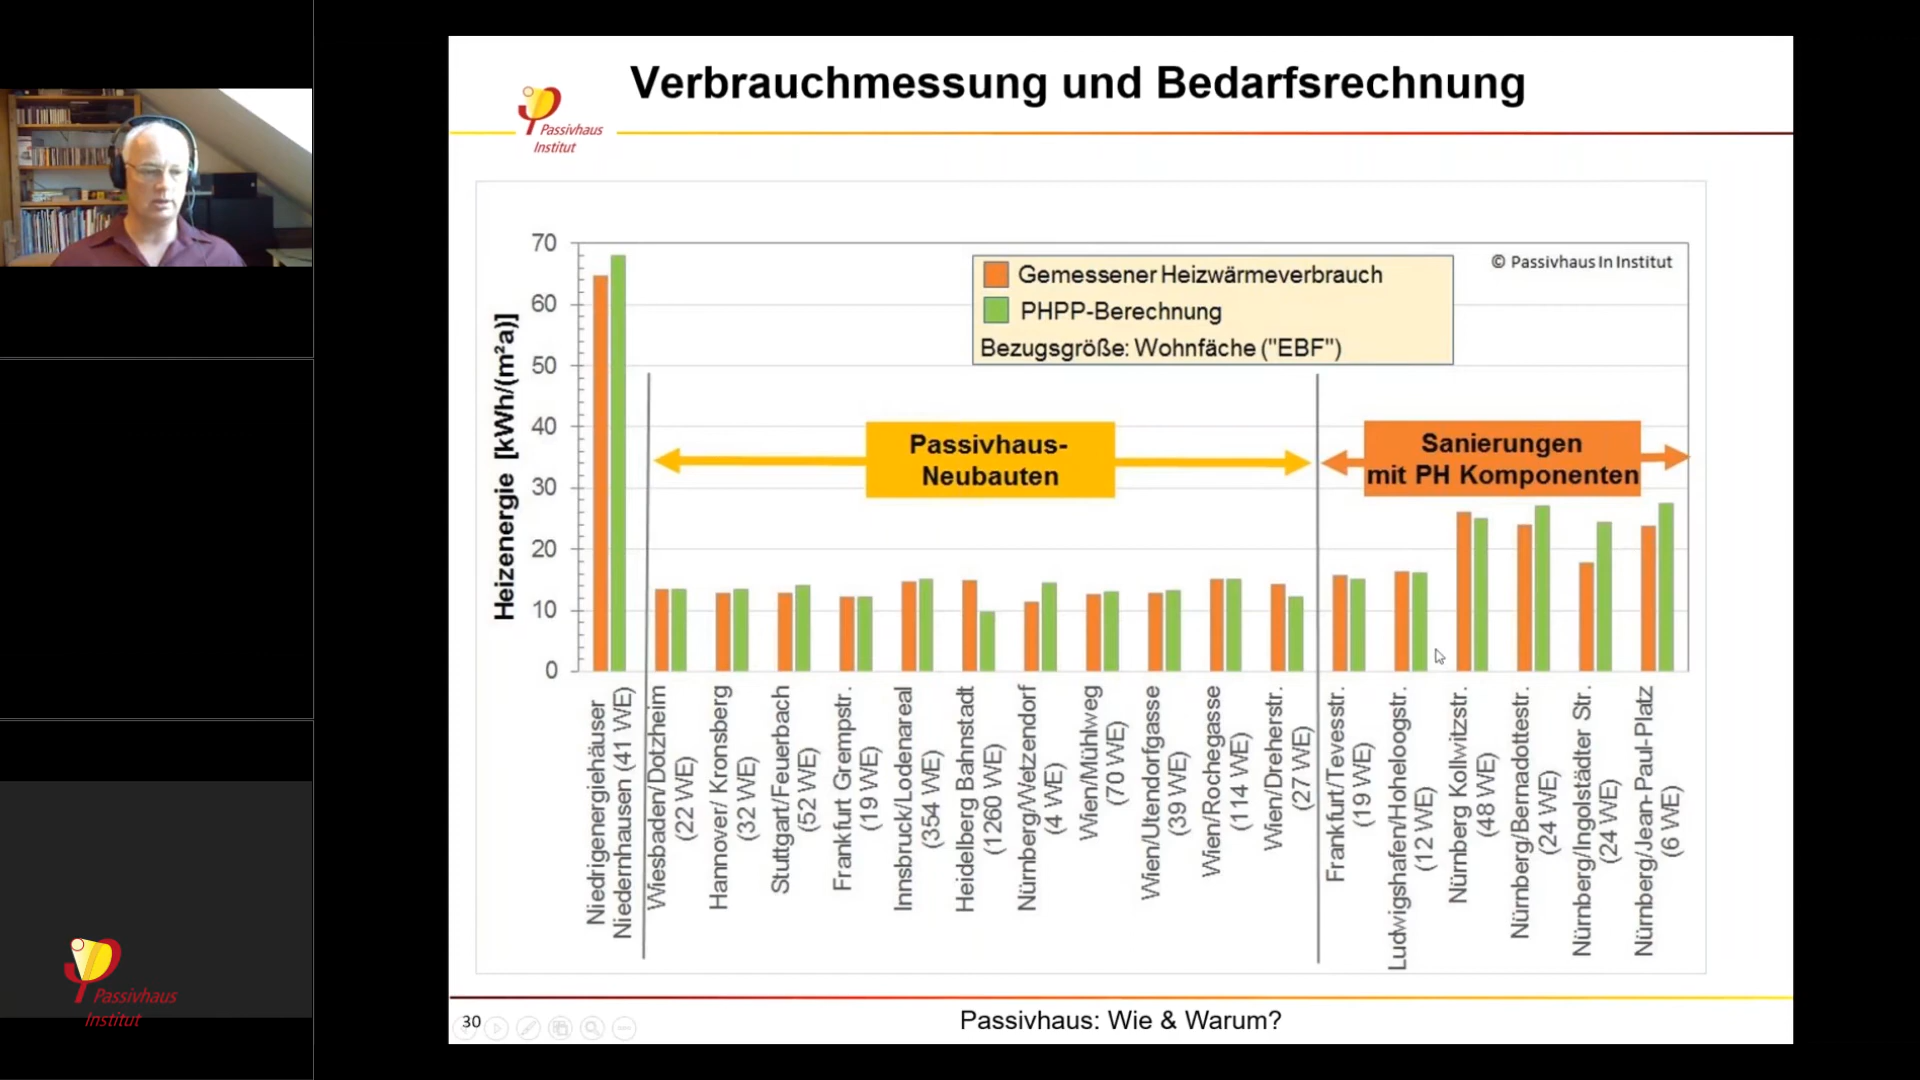 Verbrauchmessung und Bedarfsrechnung
Passivhaus
Institut
© Passivhaus In Institut
Gemessener Heizwärmeverbrauch
PHPP-Berechnung
Bezugsgröße: Wohnfäche ("EBF")
Heizenergie [kWh/(m²a)]
70
60
50
40
30
20
10
0
Passivhaus-
Neubauten
Sanierungen
mit PH Komponenten
Niedrigenergiehäuser
Niedernhausen (41 WE)
Wiesbaden/Dotzheim
(22 WE)
Hannover/ Kronsberg
(32 WE)
Stuttgart/Feuerbach
(52 WE)
Frankfurt Grempstr.
(19 WE)
Innsbruck/Lodenareal
(354 WE)
Heidelberg Bahnstadt
(1260 WE)
Nürnberg/Wetzendorf
(4 WE)
Wien/Mühlweg
(70 WE)
Wien/Utendorfgasse
(39 WE)
Wien/Rochegasse
(114 WE)
Wien/Dreherstr.
(27 WE)
Frankfurt/Tevesstr.
(19 WE)
Ludwigshafen/Hoheloogstr.
(12 WE)
Nürnberg Kollwitzstr.
(48 WE)
Nürnberg/Bernadottestr.
(24 WE)
Nürnberg/Ingolstädter Str.
(24 WE)
Nürnberg/Jean-Paul-Platz
(6 WE)
30
Passivhaus: Wie & Warum?
Passivhaus
Institut